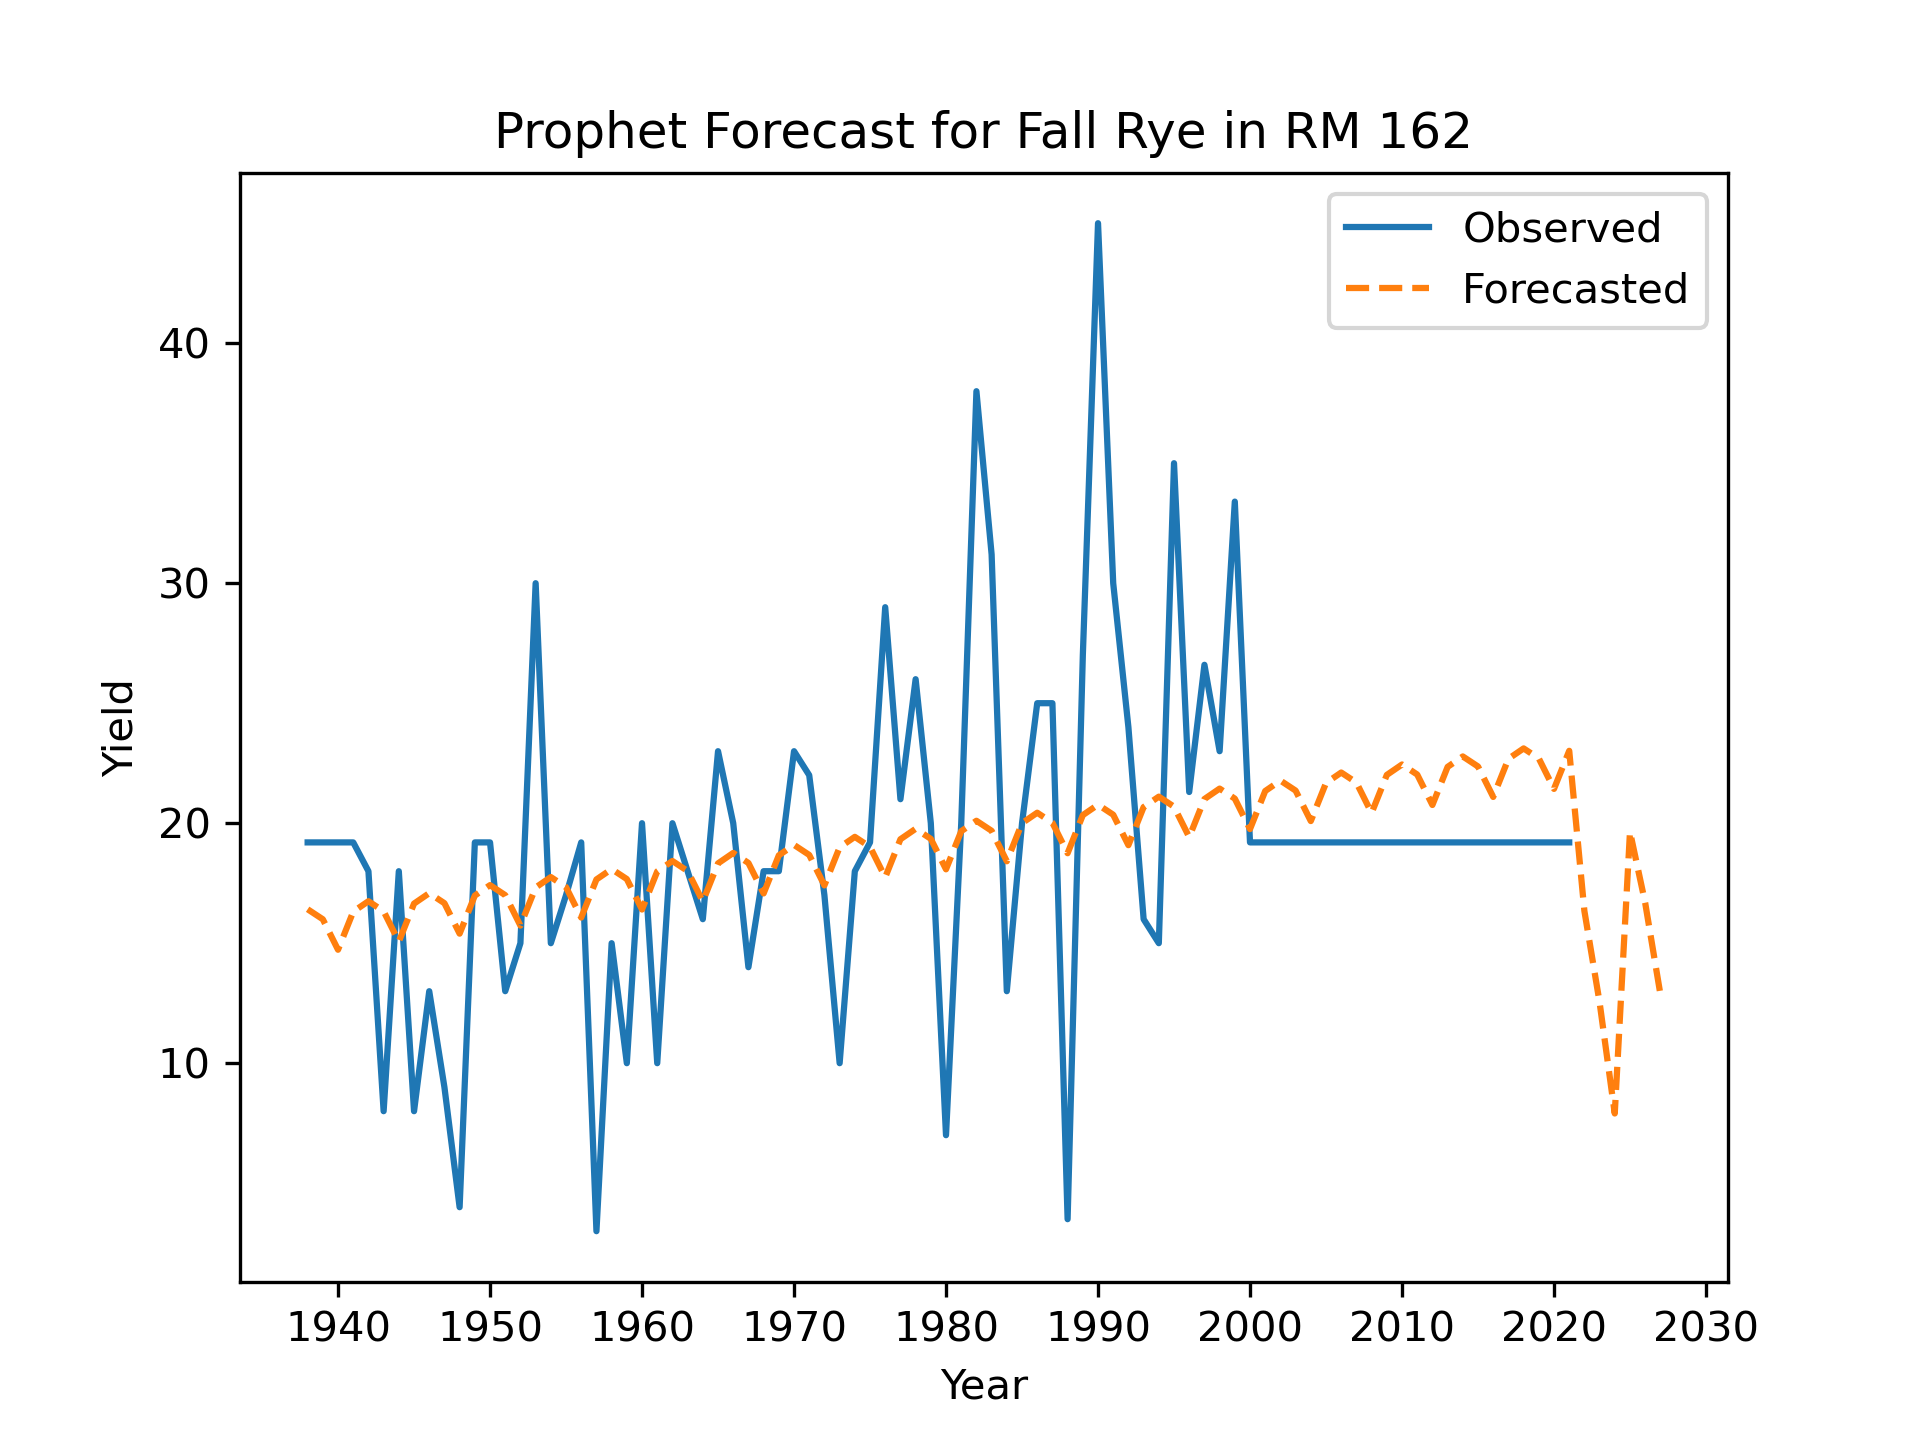 Prophet Forecast for Fall Rye in RM 162
Observed
Forecasted
40
30
20
10
Yield
1940 1950 1960 1970 1980 1990 2000 2010 2020 2030
Year